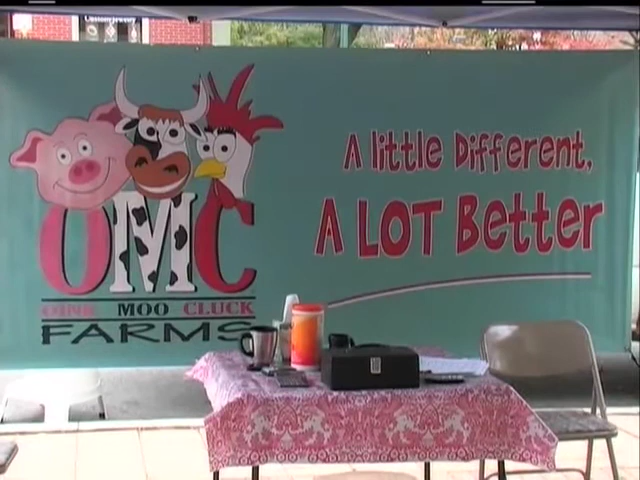 OMC
OINK MOO CLUCK
FARMS
A little Different,
A LOT Better